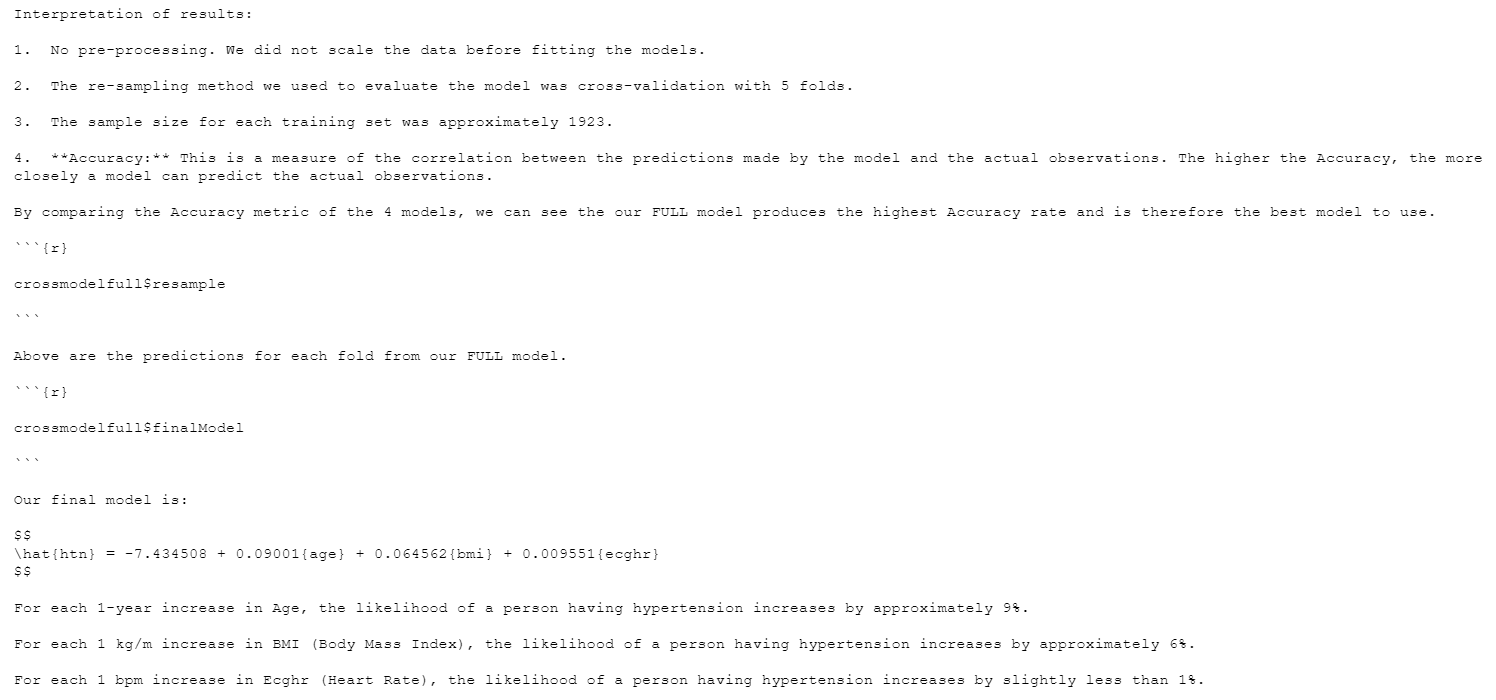 Interpretation of results:
1.  No pre-processing. We did not scale the data before fitting the models.
2.  The re-sampling method we used to evaluate the model was cross-validation with 5 folds.
3.  The sample size for each training set was approximately 1923.
4.  **Accuracy:** This is a measure of the correlation between the predictions made by the model and the actual observations. The higher the Accuracy, the more
closely a model can predict the actual observations.
By comparing the Accuracy metric of the 4 models, we can see the our FULL model produces the highest Accuracy rate and is therefore the best model to use.
```{r}
crossmodelfull$resample
```
Above are the predictions for each fold from our FULL model.
```{r}
crossmodelfull$finalModel
```
Our final model is:
$$
\hat{htn} = -7.434508 + 0.09001{age} + 0.064562{bmi} + 0.009551{ecghr}
$$
For each 1-year increase in Age, the likelihood of a person having hypertension increases by approximately 9%.
For each 1 kg/m increase in BMI (Body Mass Index), the likelihood of a person having hypertension increases by approximately 6%.
For each 1 bpm increase in Ecghr (Heart Rate), the likelihood of a person having hypertension increases by slightly less than 1%.